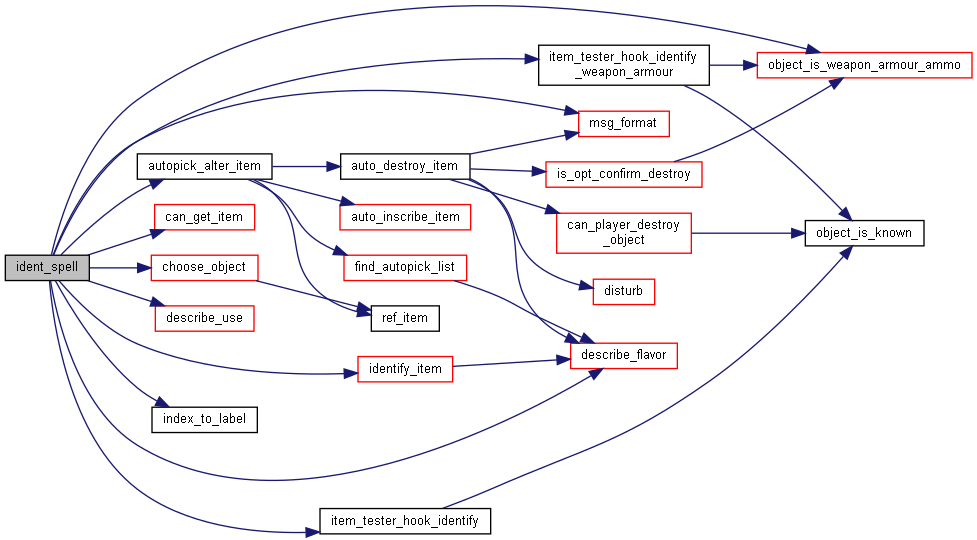 item_tester_hook_identify
_weapon_armour
object_is_weapon_armour_ammo
msg_format
autopick_alter_item
auto_destroy_item
is_opt_confirm_destroy
can_get_item
auto_inscribe_item
can_player_destroy
_object
object_is_known
ident_spell
choose_object
find_autopick_list
disturb
describe_use
ref_item
describe_flavor
identify_item
index_to_label
item_tester_hook_identify